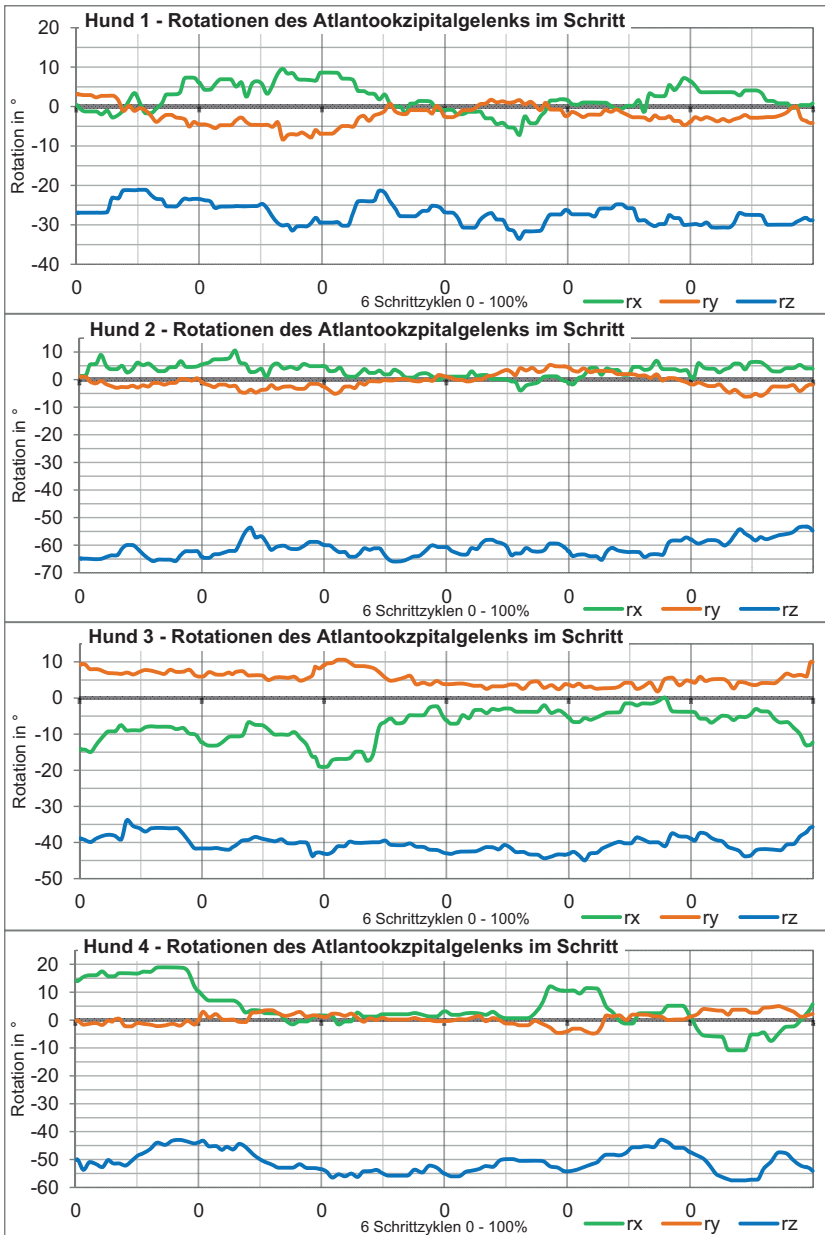 Hund 1 - Rotationen des Atlantookzipitalgelenks im Schritt
20
10
0
-10
-20
-30
-40
Rotation in °
0 0 0 0 0 0
6 Schrittzyklen 0 - 100%
rx ry rz
Hund 2 - Rotationen des Atlantookzpitalgelenks im Schritt
10
0
-10
-20
-30
-40
-50
-60
-70
Rotation in °
0 0 0 0 0 0
6 Schrittzyklen 0 - 100%
rx ry rz
Hund 3 - Rotationen des Atlantookzpitalgelenks im Schritt
10
0
-10
-20
-30
-40
-50
Rotation in °
0 0 0 0 0 0
6 Schrittzyklen 0 - 100%
rx ry rz
Hund 4 - Rotationen des Atlantookzpitalgelenks im Schritt
20
10
0
-10
-20
-30
-40
-50
-60
Rotation in °
0 0 0 0 0 0
6 Schrittzyklen 0 - 100%
rx ry rz